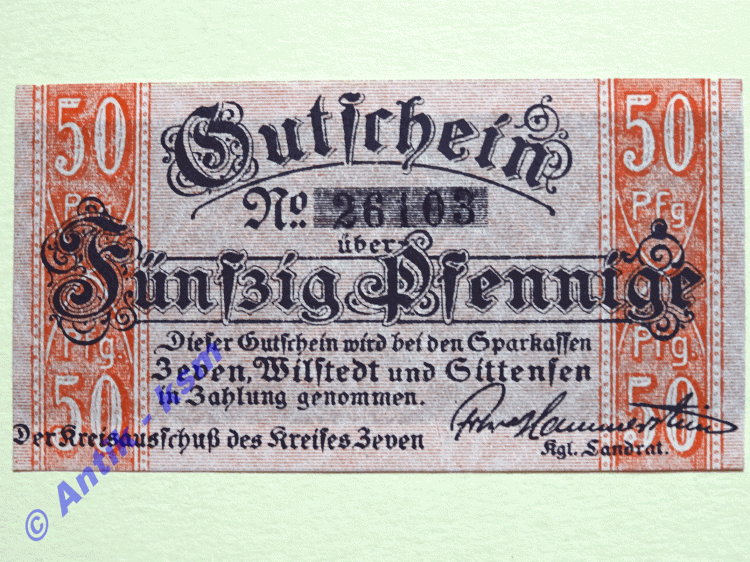 50 50
Pfg
Gutschein
No. 26103
über
Fünfzig Pfennige
Dieser Gutschein wird bei den Sparkassen
Zeven, Wilstedt und Sittensen
in Zahlung genommen.
Pfg Pfg.
50 50
Der Kreisausschuß des Kreises Zeven
Kgl. Landrat.
© Antik - ksm